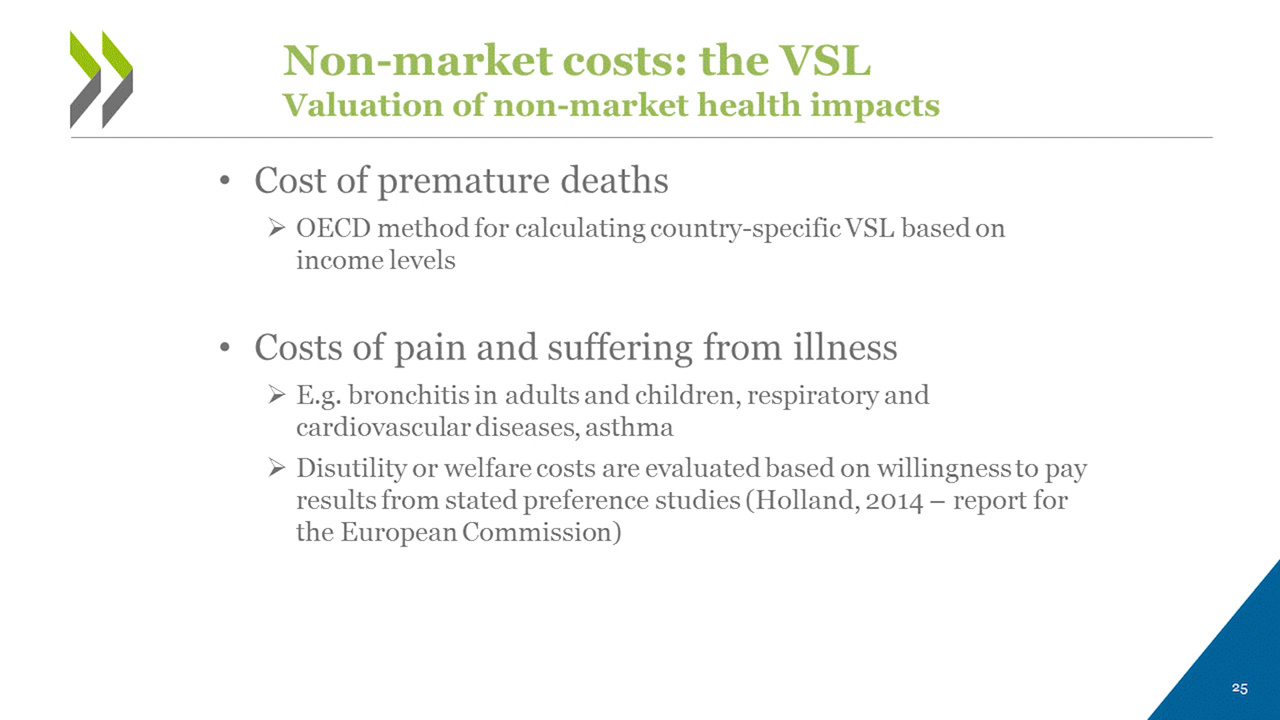 Non-market costs: the VSL
Valuation of non-market health impacts
• Cost of premature deaths
➢ OECD method for calculating country-specific VSL based on
income levels
• Costs of pain and suffering from illness
➢ E.g. bronchitis in adults and children, respiratory and
cardiovascular diseases, asthma
➢ Disutility or welfare costs are evaluated based on willingness to pay
results from stated preference studies (Holland, 2014 – report for
the European Commission)
25